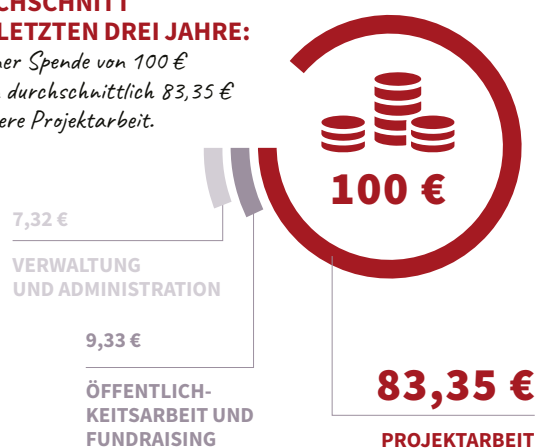 CHSCHNITT
LETZTEN DREI JAHRE:
ner Spende von 100 €
durchschnittlich 83,35 €
ere Projektarbeit.
100 €
7,32 €
VERWALTUNG
UND ADMINISTRATION
9,33 €
ÖFFENTLICH-
KEITSARBEIT UND
FUNDRAISING
83,35 €
PROJEKTARBEIT